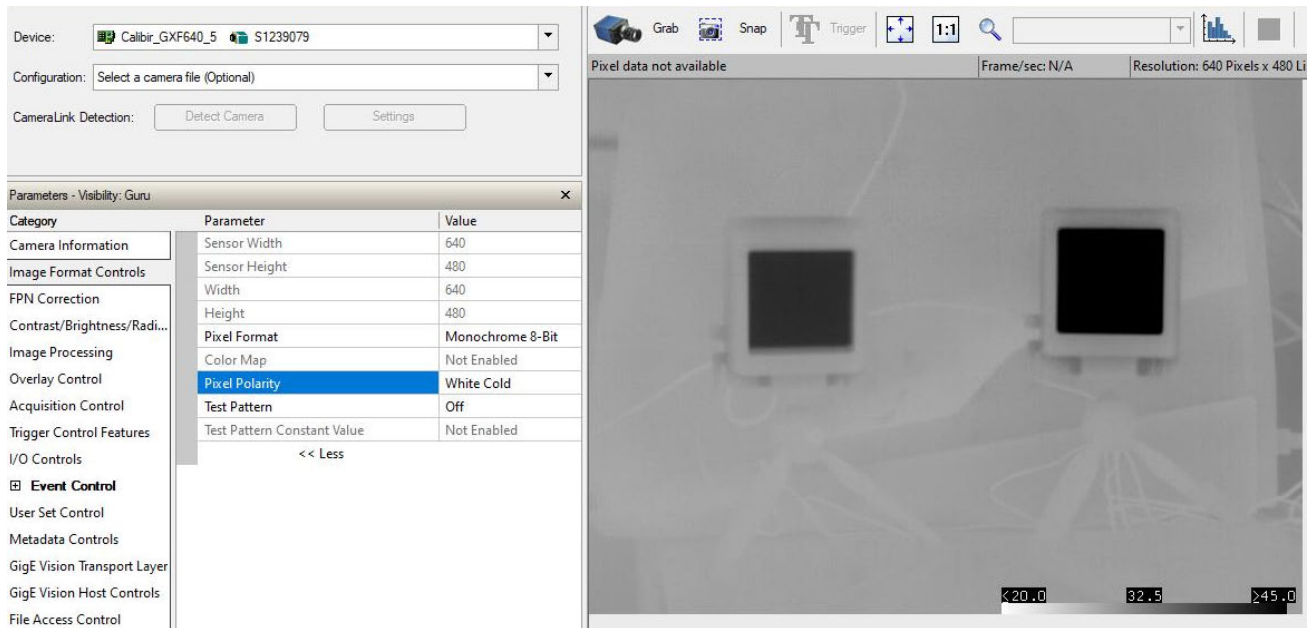 Device: Calibir_GXF640_5 S1239079
Configuration: Select a camera file (Optional)
CameraLink Detection: Detect Camera Settings
Parameters - Visibility: Guru x
Category
Camera Information
Image Format Controls
FPN Correction
Contrast/Brightness/Radi...
Image Processing
Overlay Control
Acquisition Control
Trigger Control Features
I/O Controls
Event Control
User Set Control
Metadata Controls
GigE Vision Transport Layer
GigE Vision Host Controls
File Access Control
Parameter Value
Sensor Width 640
Sensor Height 480
Width 640
Height 480
Pixel Format Monochrome 8-Bit
Color Map Not Enabled
Pixel Polarity White Cold
Test Pattern Off
Test Pattern Constant Value Not Enabled
<< Less
Grab Snap Trigger 1:1
Pixel data not available Frame/sec: N/A Resolution: 640 Pixels x 480 Li
<20.0 32.5 >45.0